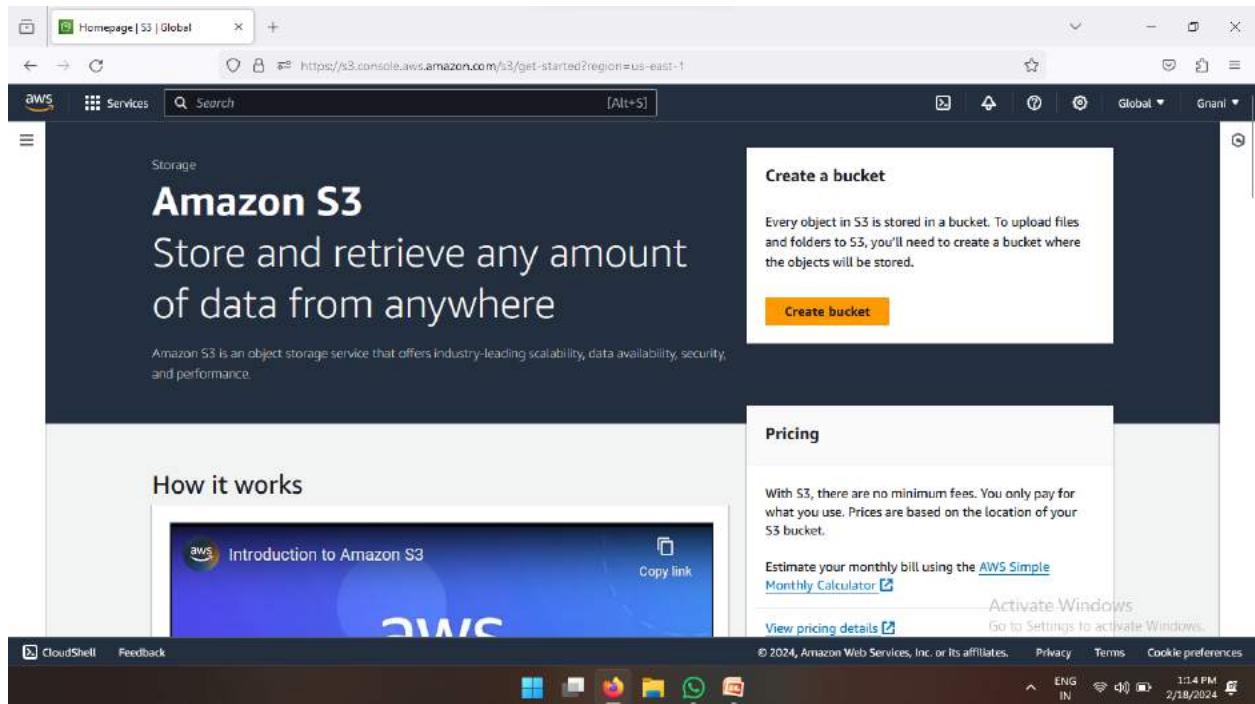 Homepage | S3 | Global
https://s3.console.aws.amazon.com/s3/get-started?region=us-east-1
aws
Services
Search
[Alt+S]
Global
Gnani
Storage
Amazon S3
Store and retrieve any amount
of data from anywhere
Amazon S3 is an object storage service that offers industry-leading scalability, data availability, security,
and performance.
Create a bucket
Every object in S3 is stored in a bucket. To upload files
and folders to S3, you'll need to create a bucket where
the objects will be stored.
Create bucket
How it works
aws
Introduction to Amazon S3
Copy link
aws
Pricing
With S3, there are no minimum fees. You only pay for
what you use. Prices are based on the location of your
S3 bucket.
Estimate your monthly bill using the AWS Simple
Monthly Calculator
View pricing details
Activate Windows
Go to Settings to activate Windows.
CloudShell
Feedback
© 2024, Amazon Web Services, Inc. or its affiliates.
Privacy
Terms
Cookie preferences
ENG
IN
1:14 PM
2/18/2024